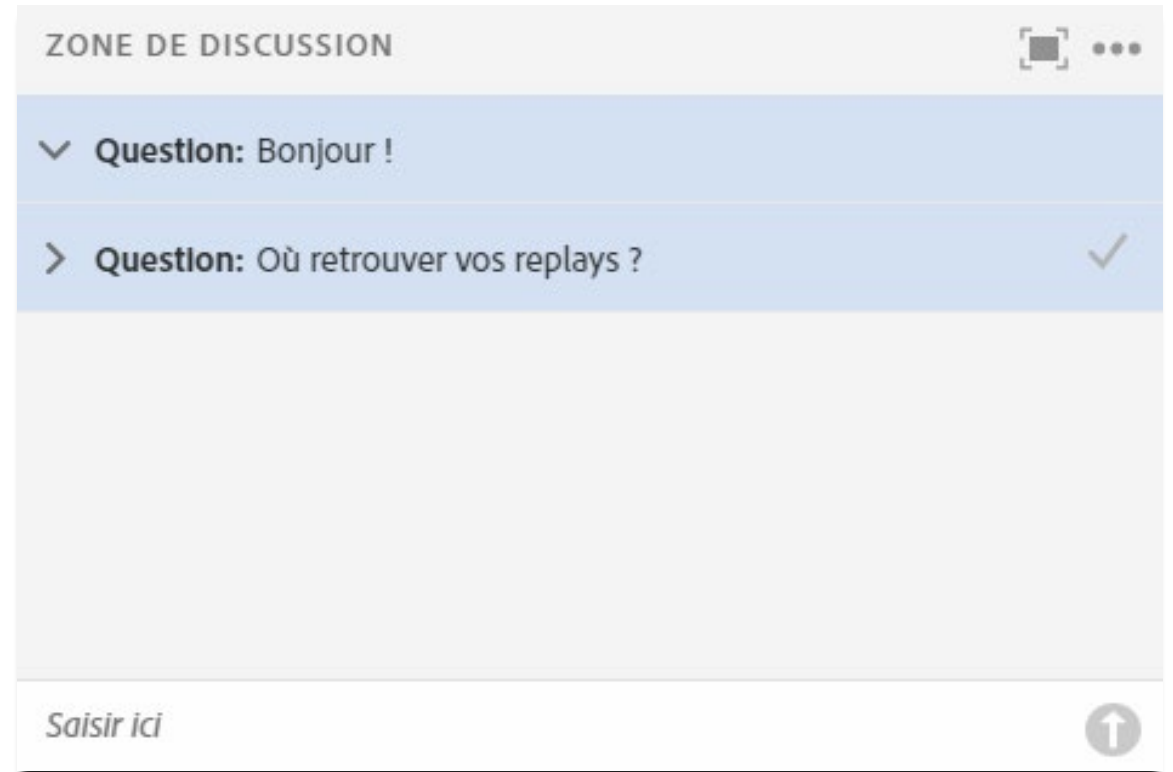 ZONE DE DISCUSSION
Question: Bonjour !
Question: Où retrouver vos replays ?
Saisir ici